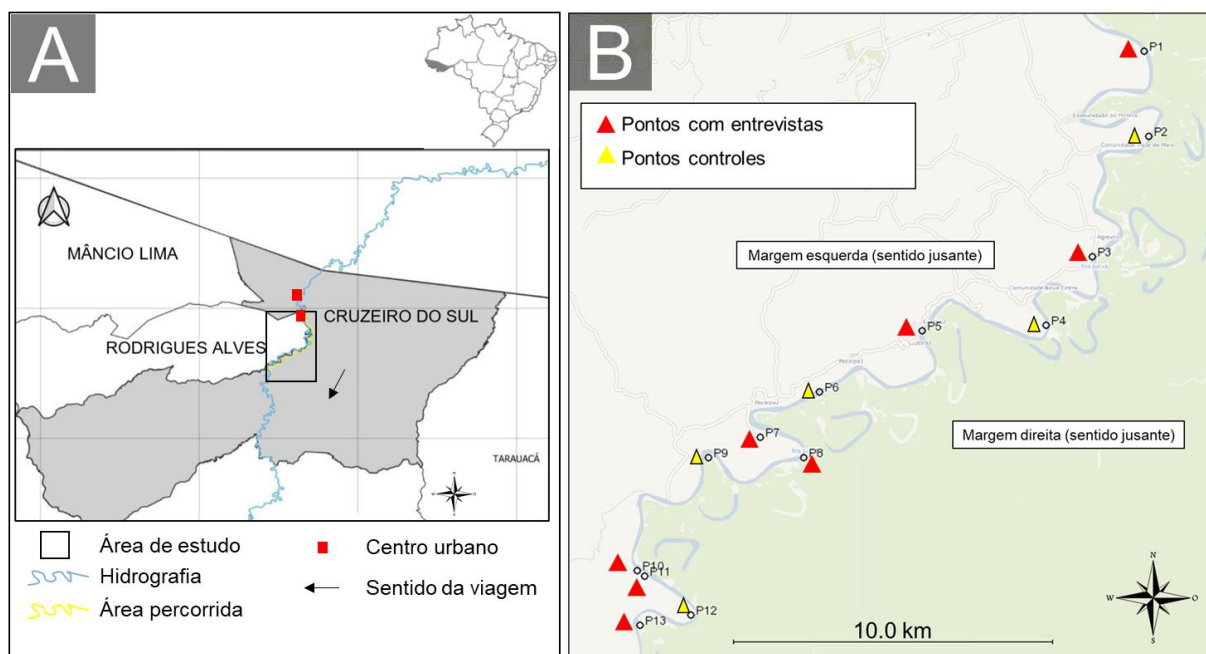 A
MÂNCIO LIMA
CRUZEIRO DO SUL
RODRIGUES ALVES
TARAUACÁ
Área de estudo
Hidrografia
Área percorrida
Centro urbano
Sentido da viagem
B
Pontos com entrevistas
Pontos controles
P1
P2
P3
Margem esquerda (sentido jusante)
P4
P5
P6
Margem direita (sentido jusante)
P7
P8
P9
P10
P11
P12
P13
10.0 km
N
W
O
S